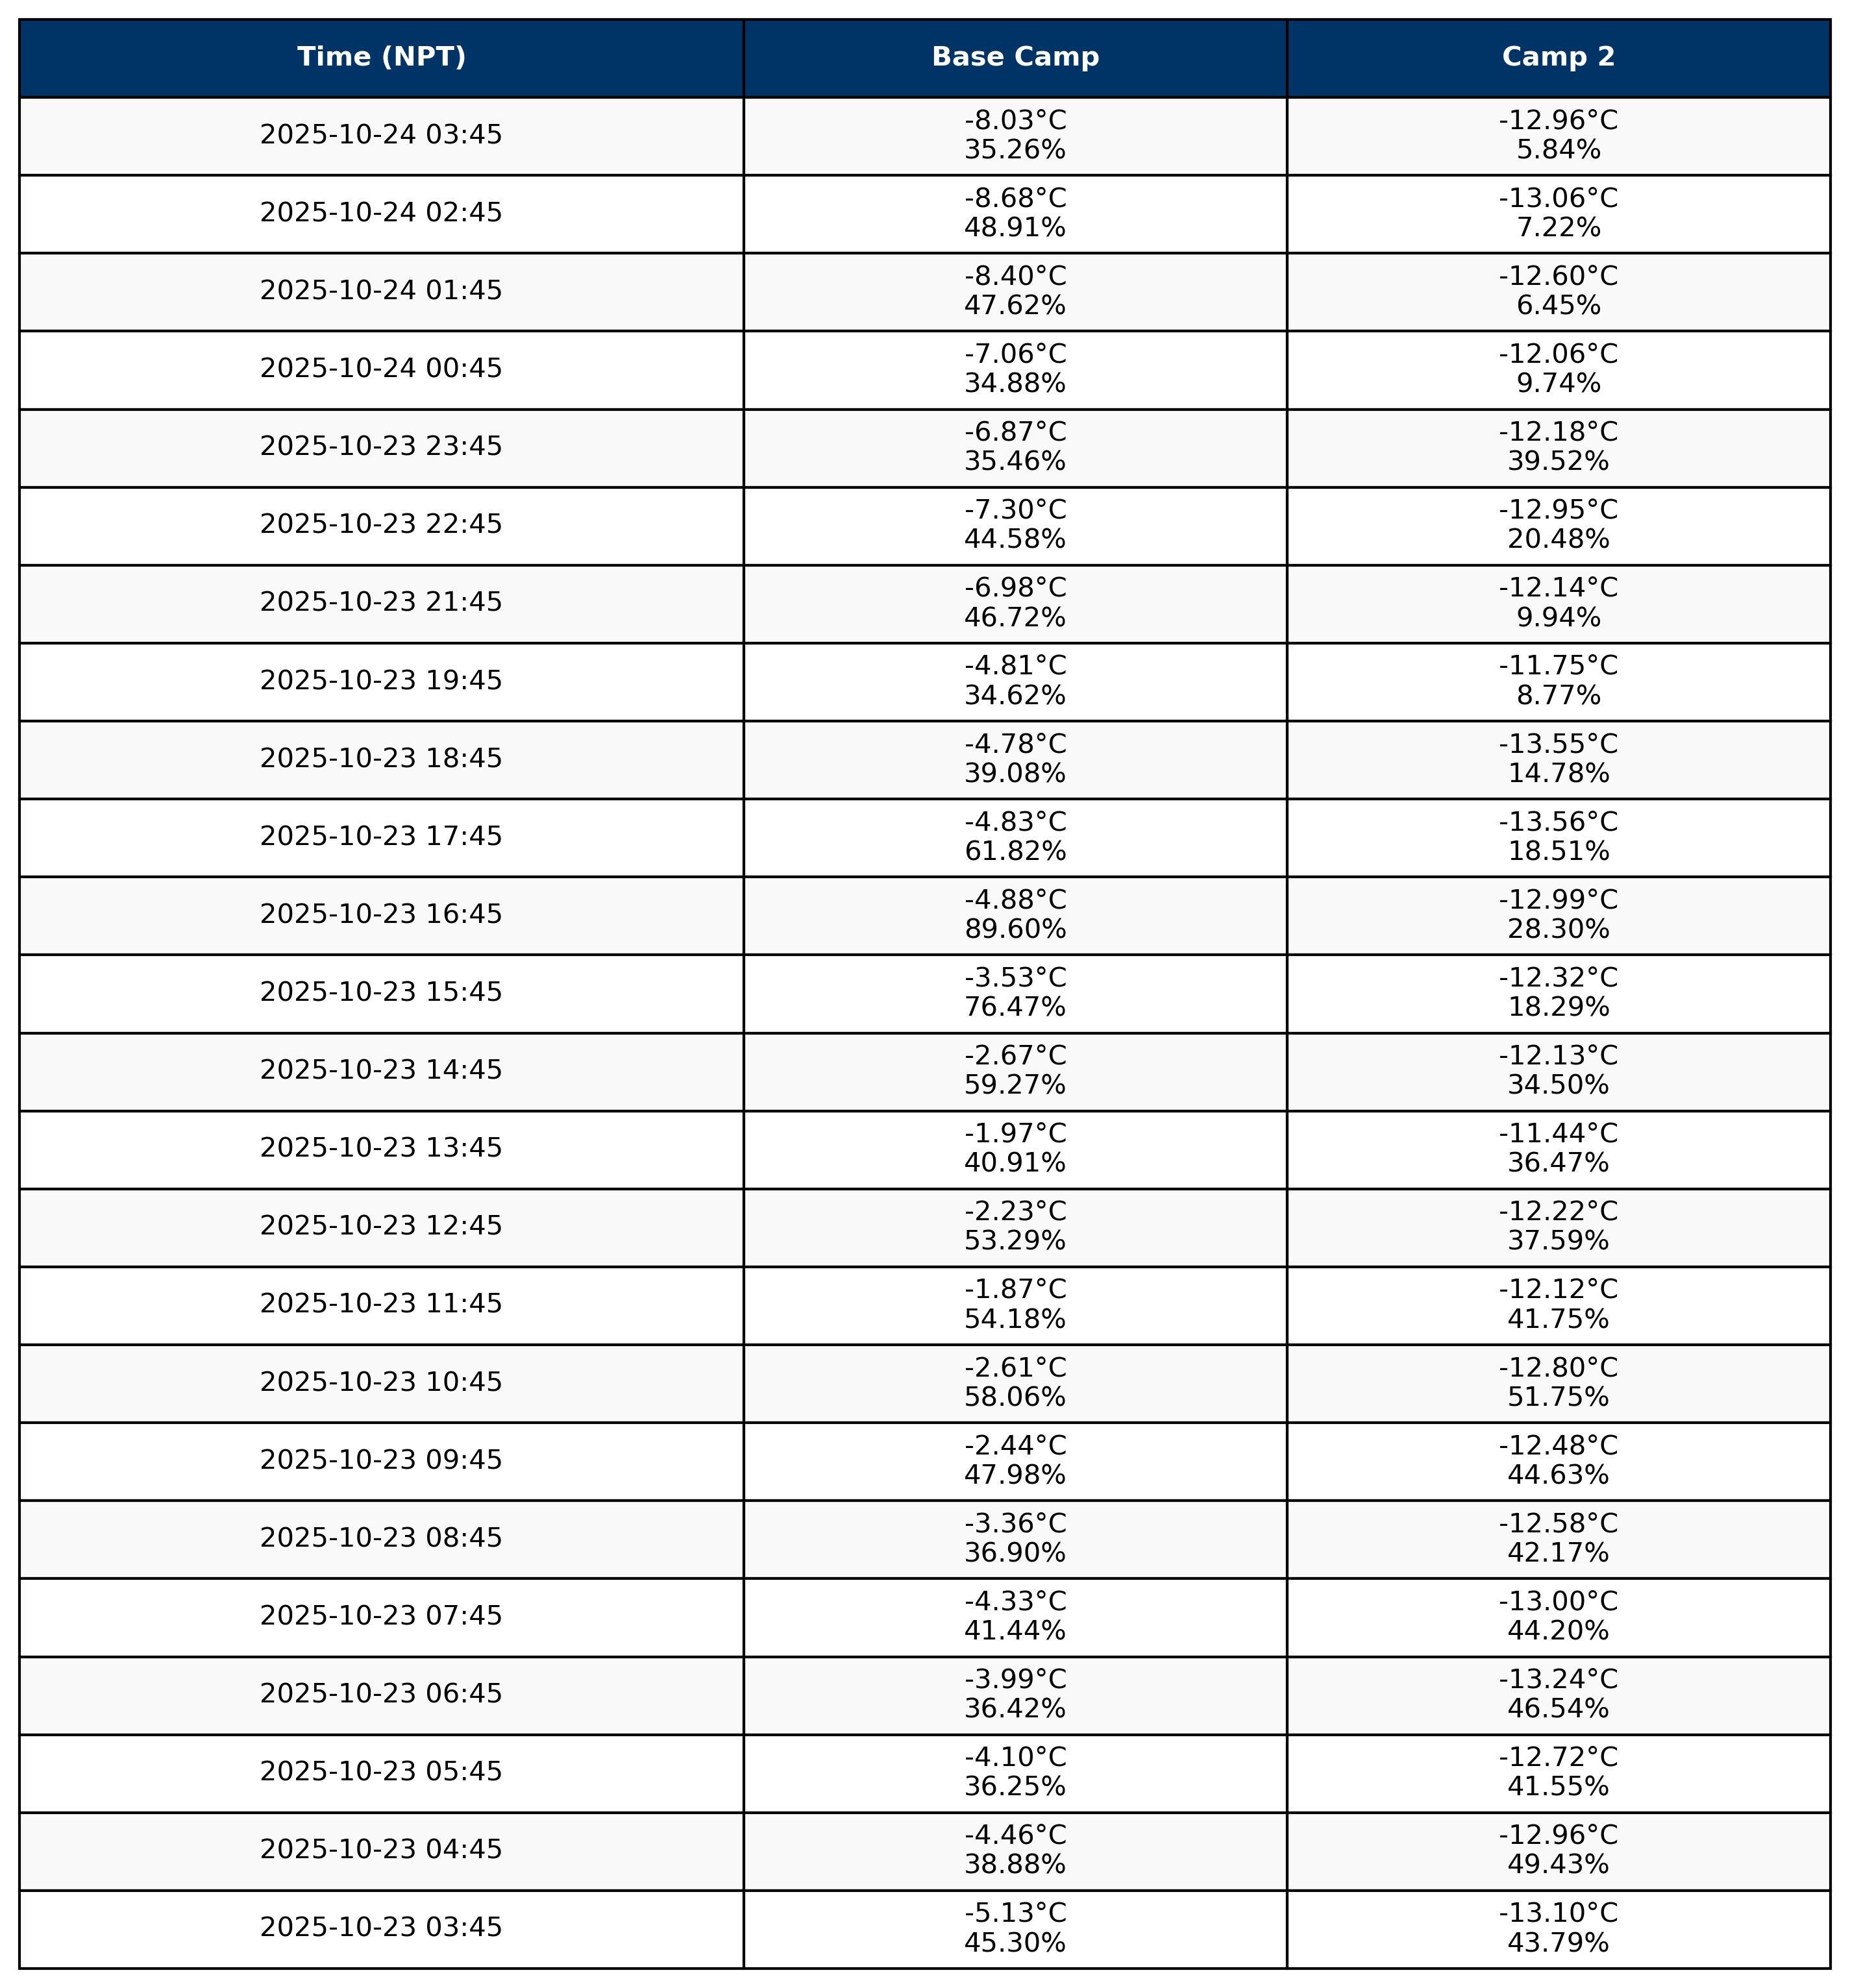 Time (NPT) Base Camp Camp 2
2025-10-24 03:45 -8.03°C -12.96°C
35.26% 5.84%
2025-10-24 02:45 -8.68°C -13.06°C
48.91% 7.22%
2025-10-24 01:45 -8.40°C -12.60°C
47.62% 6.45%
2025-10-24 00:45 -7.06°C -12.06°C
34.88% 9.74%
2025-10-23 23:45 -6.87°C -12.18°C
35.46% 39.52%
2025-10-23 22:45 -7.30°C -12.95°C
44.58% 20.48%
2025-10-23 21:45 -6.98°C -12.14°C
46.72% 9.94%
2025-10-23 19:45 -4.81°C -11.75°C
34.62% 8.77%
2025-10-23 18:45 -4.78°C -13.55°C
39.08% 14.78%
2025-10-23 17:45 -4.83°C -13.56°C
61.82% 18.51%
2025-10-23 16:45 -4.88°C -12.99°C
89.60% 28.30%
2025-10-23 15:45 -3.53°C -12.32°C
76.47% 18.29%
2025-10-23 14:45 -2.67°C -12.13°C
59.27% 34.50%
2025-10-23 13:45 -1.97°C -11.44°C
40.91% 36.47%
2025-10-23 12:45 -2.23°C -12.22°C
53.29% 37.59%
2025-10-23 11:45 -1.87°C -12.12°C
54.18% 41.75%
2025-10-23 10:45 -2.61°C -12.80°C
58.06% 51.75%
2025-10-23 09:45 -2.44°C -12.48°C
47.98% 44.63%
2025-10-23 08:45 -3.36°C -12.58°C
36.90% 42.17%
2025-10-23 07:45 -4.33°C -13.00°C
41.44% 44.20%
2025-10-23 06:45 -3.99°C -13.24°C
36.42% 46.54%
2025-10-23 05:45 -4.10°C -12.72°C
36.25% 41.55%
2025-10-23 04:45 -4.46°C -12.96°C
38.88% 49.43%
2025-10-23 03:45 -5.13°C -13.10°C
45.30% 43.79%